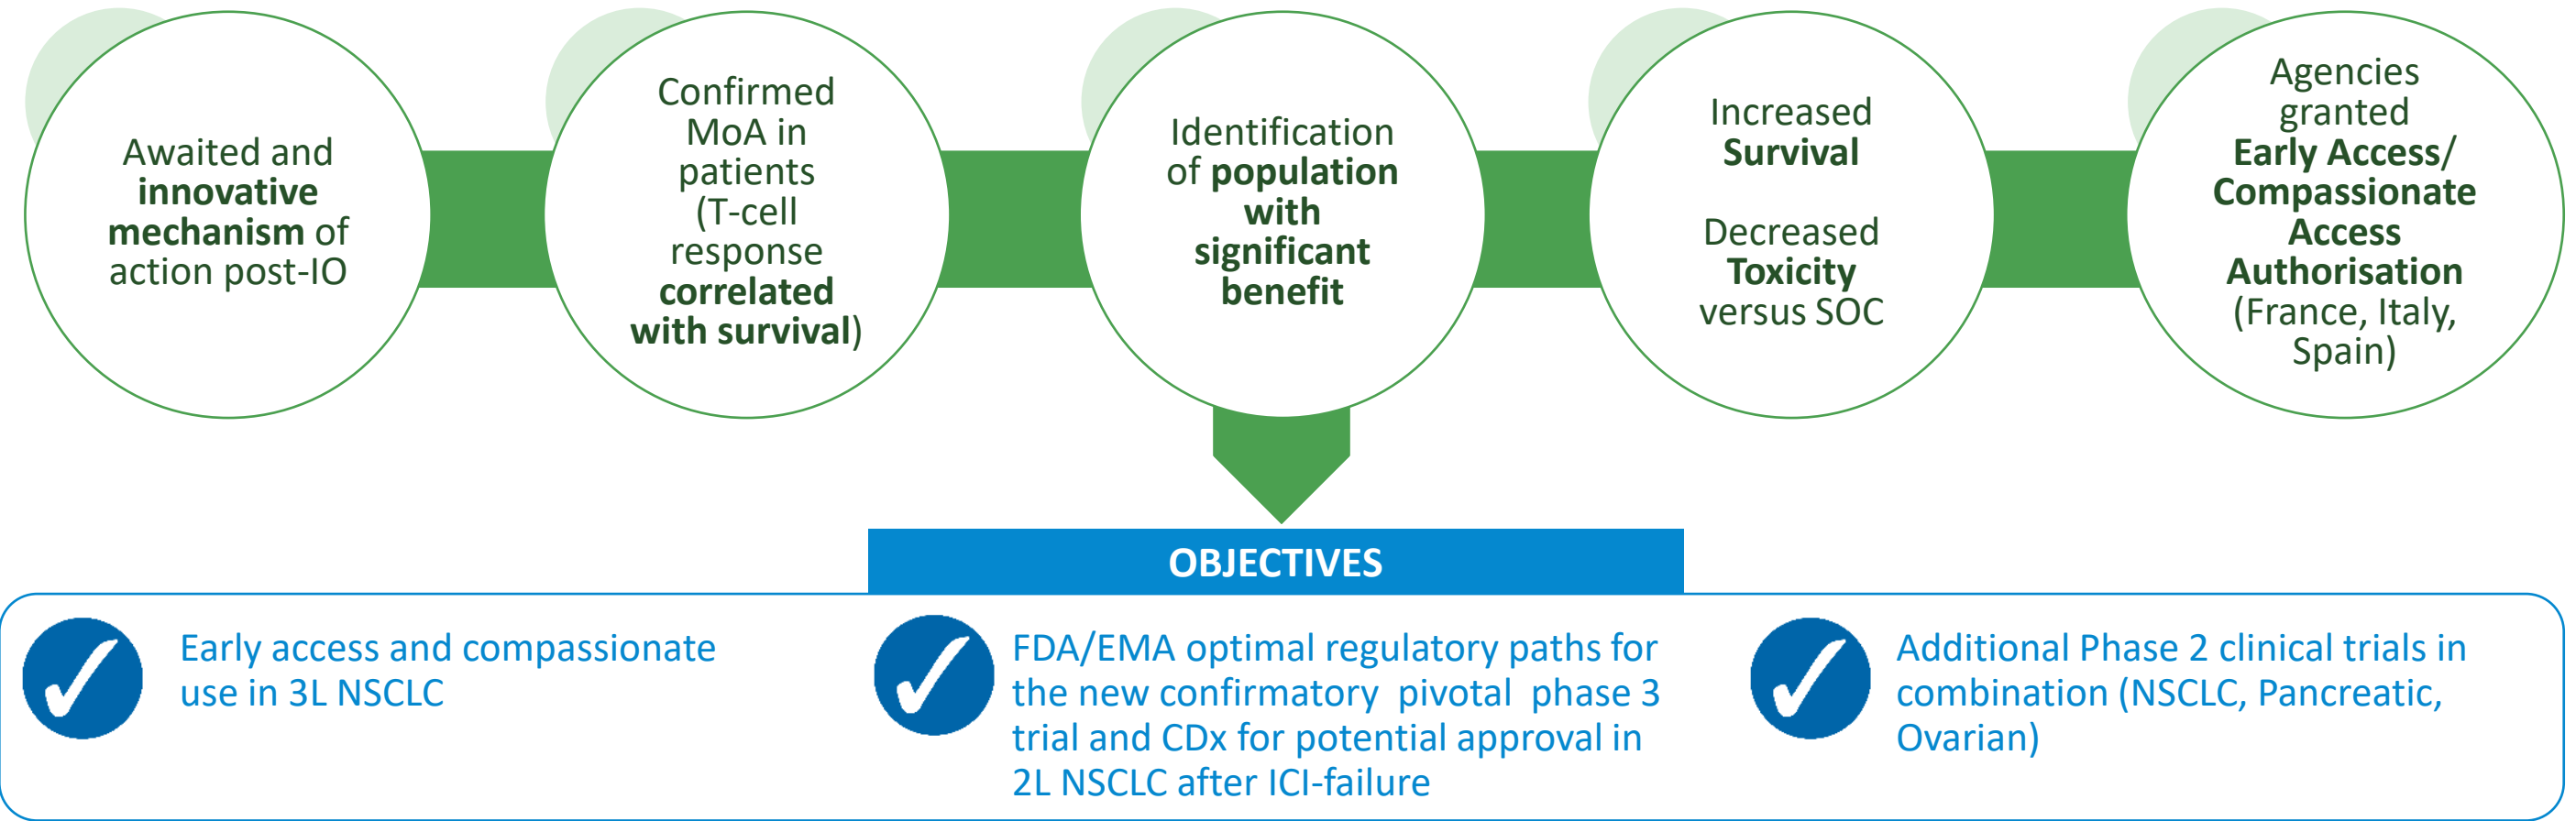 Awaited and
innovative
mechanism of
action post-IO
Confirmed
MoA in
patients
(T-cell
response
correlated
with survival)
Identification
of population
with
significant
benefit
Increased
Survival
Decreased
Toxicity
versus SOC
Agencies
granted
Early Access/
Compassionate
Access
Authorisation
(France, Italy,
Spain)
OBJECTIVES
Early access and compassionate
use in 3L NSCLC
FDA/EMA optimal regulatory paths for
the new confirmatory pivotal phase 3
trial and CDx for potential approval in
2L NSCLC after ICI-failure
Additional Phase 2 clinical trials in
combination (NSCLC, Pancreatic,
Ovarian)